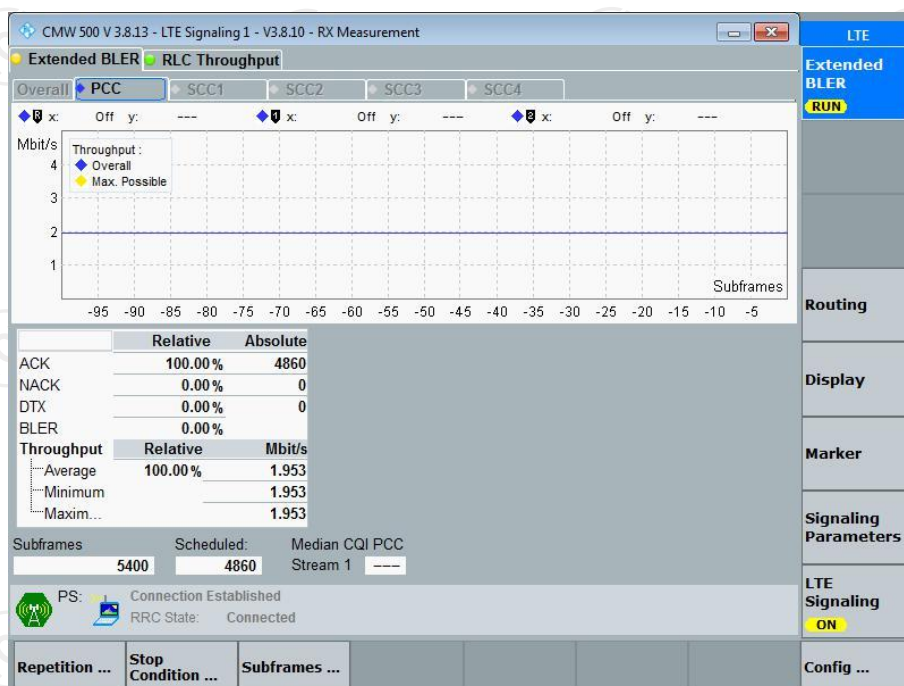 CMW 500 V 3.8.13 - LTE Signaling 1 - V3.8.10 - RX Measurement
LTE
Extended BLER RLC Throughput
Extended BLER
RUN
Overall PCC SCC1 SCC2 SCC3 SCC4
R x: Off y: --- 1 x: Off y: --- 2 x: Off y: ---
Mbit/s
Throughput :
Overall
Max. Possible
4
3
2
1
Subframes
-95 -90 -85 -80 -75 -70 -65 -60 -55 -50 -45 -40 -35 -30 -25 -20 -15 -10 -5
Relative Absolute
ACK 100.00 % 4860
NACK 0.00 % 0
DTX 0.00 % 0
BLER 0.00 %
Throughput Relative Mbit/s
Average 100.00 % 1.953
Minimum 1.953
Maxim... 1.953
Subframes Scheduled: Median CQI PCC
5400 4860 Stream 1 ---
PS: Connection Established
RRC State: Connected
Routing
Display
Marker
Signaling
Parameters
LTE
Signaling
ON
Repetition ... Stop Condition ... Subframes ... Config ...